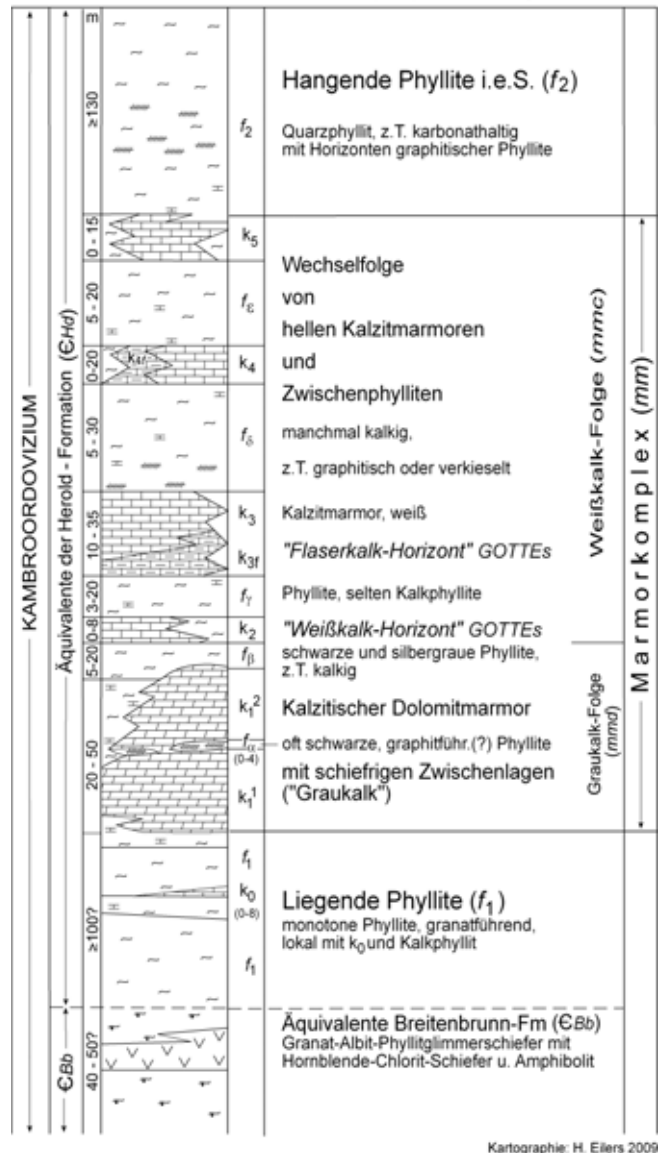 KAMBROORDOVIZIUM
Äquivalente der Herold - Formation (ЄHd)
ЄBb
m
≥130
f2
Hangende Phyllite i.e.S. (f2)
Quarzphyllit, z.T. karbonathaltig
mit Horizonten graphitischer Phyllite
0 - 15
k5
Wechselfolge
5 - 20
fε
von
hellen Kalzitmarmoren
0-20
k4f
k4
und
Zwischenphylliten
5 - 30
fδ
manchmal kalkig,
z.T. graphitisch oder verkieselt
10 - 35
k3
Kalzitmarmor, weiß
k3f
"Flaserkalk-Horizont" GOTTEs
3-20
fγ
Phyllite, selten Kalkphyllite
0-8
k2
"Weißkalk-Horizont" GOTTEs
5-20
fβ
schwarze und silbergraue Phyllite,
z.T. kalkig
20 - 50
k1²
Kalzitischer Dolomitmarmor
fα
(0-4)
oft schwarze, graphitführ.(?) Phyllite
k1¹
mit schiefrigen Zwischenlagen
("Graukalk")
Weißkalk-Folge (mmc)
Graukalk-Folge
(mmd)
Marmorkomplex (mm)
≥100?
f1
k0
(0-8)
f1
Liegende Phyllite (f1)
monotone Phyllite, granatführend,
lokal mit k0 und Kalkphyllit
40 - 50?
Äquivalente Breitenbrunn-Fm (ЄBb)
Granat-Albit-Phyllitglimmerschiefer mit
Hornblende-Chlorit-Schiefer u. Amphibolit
Kartographie: H. Eilers 2009